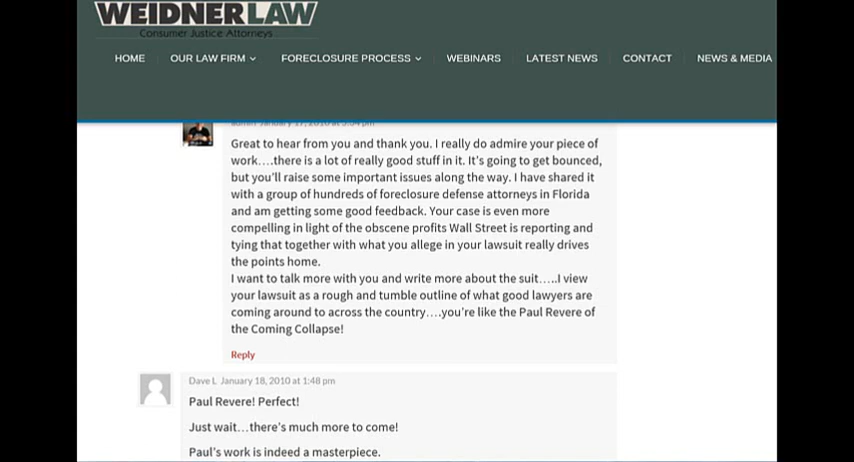 WEIDNERLAW
Consumer Justice Attorneys
HOME OUR LAW FIRM FORECLOSURE PROCESS WEBINARS LATEST NEWS CONTACT NEWS & MEDIA
admin January 17, 2010 at 5:54 pm
Great to hear from you and thank you. I really do admire your piece of
work….there is a lot of really good stuff in it. It’s going to get bounced,
but you’ll raise some important issues along the way. I have shared it
with a group of hundreds of foreclosure defense attorneys in Florida
and am getting some good feedback. Your case is even more
compelling in light of the obscene profits Wall Street is reporting and
tying that together with what you allege in your lawsuit really drives
the points home.
I want to talk more with you and write more about the suit…..I view
your lawsuit as a rough and tumble outline of what good lawyers are
coming around to across the country….you’re like the Paul Revere of
the Coming Collapse!
Reply
Dave L January 18, 2010 at 1:48 pm
Paul Revere! Perfect!
Just wait…there’s much more to come!
Paul’s work is indeed a masterpiece.